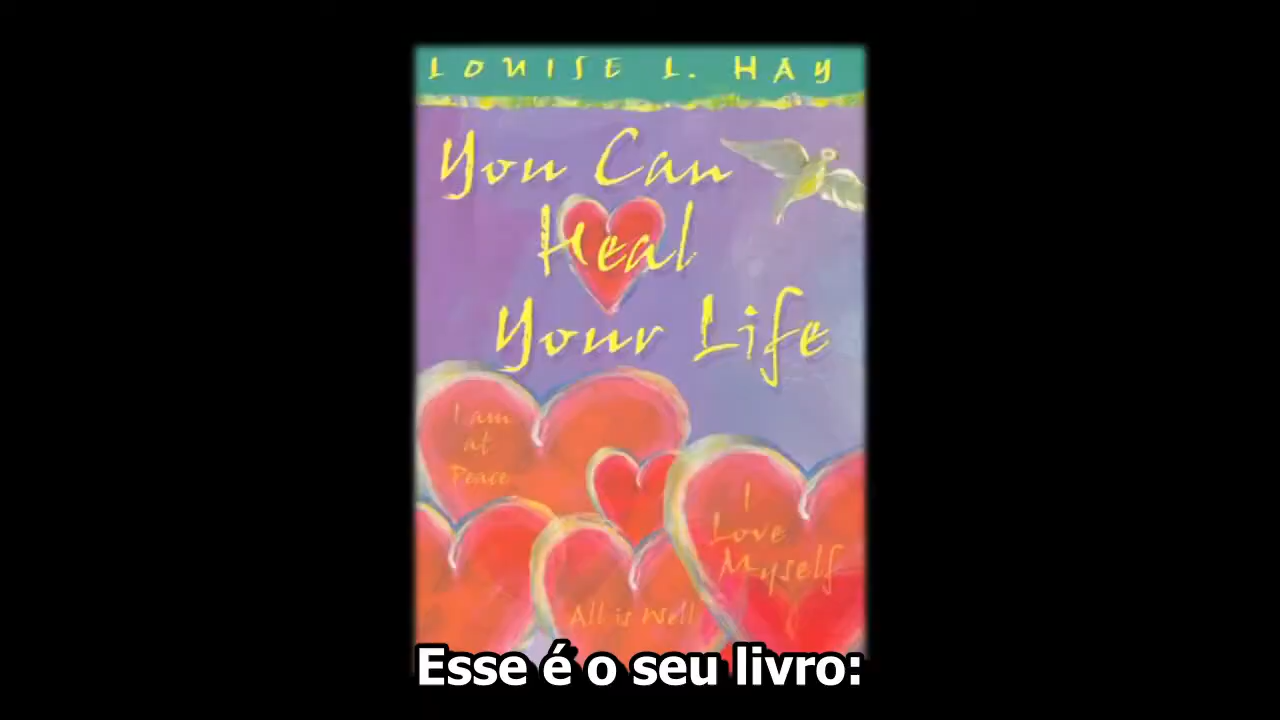 LOUISE L. HAY
You Can
Heal
Your Life
I am
at
Peace
I
Love
Myself
All is Well
Esse é o seu livro: